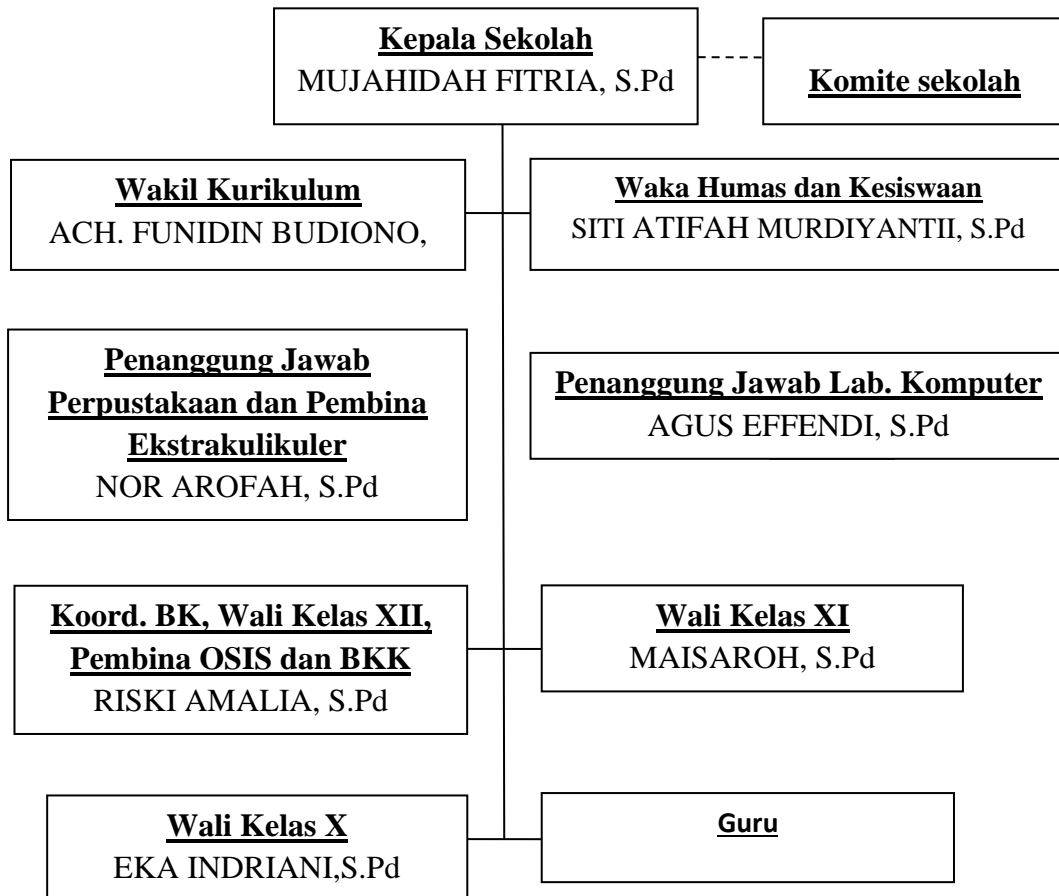 Kepala Sekolah
MUJAHIDAH FITRIA, S.Pd
Komite sekolah
Wakil Kurikulum
ACH. FUNIDIN BUDIONO,
Waka Humas dan Kesiswaan
SITI ATIFAH MURDIYANTII, S.Pd
Penanggung Jawab
Perpustakaan dan Pembina
Ekstrakulikuler
NOR AROFAH, S.Pd
Penanggung Jawab Lab. Komputer
AGUS EFFENDI, S.Pd
Koord. BK, Wali Kelas XII,
Pembina OSIS dan BKK
RISKI AMALIA, S.Pd
Wali Kelas XI
MAISAROH, S.Pd
Wali Kelas X
EKA INDRIANI,S.Pd
Guru